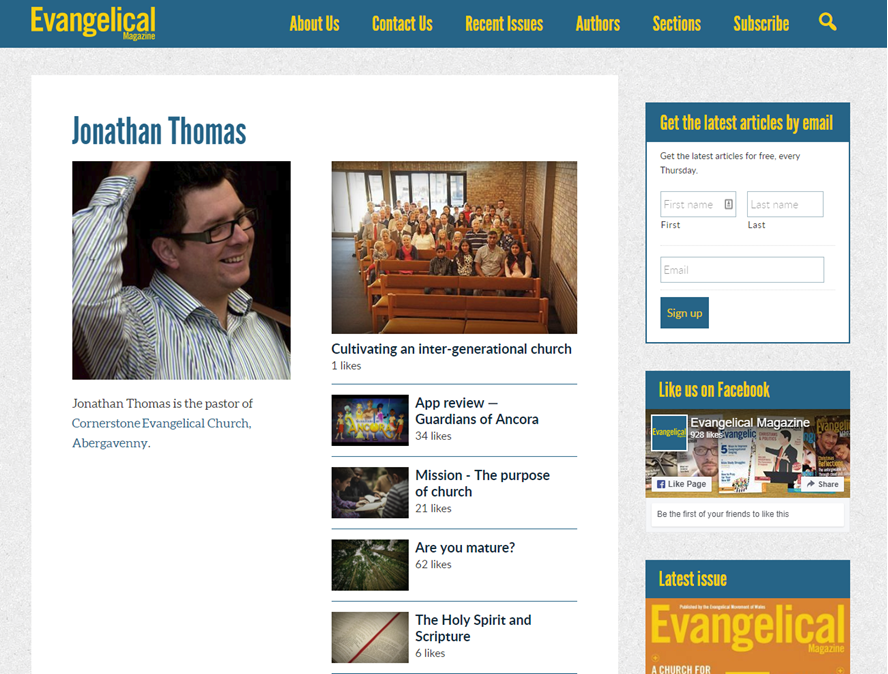 Evangelical
Magazine
About Us
Contact Us
Recent Issues
Authors
Sections
Subscribe
Jonathan Thomas
Jonathan Thomas is the pastor of
Cornerstone Evangelical Church,
Abergavenny.
Cultivating an inter-generational church
1 likes
App review —
Guardians of Ancora
34 likes
Mission - The purpose
of church
21 likes
Are you mature?
62 likes
The Holy Spirit and
Scripture
6 likes
Get the latest articles by email
Get the latest articles for free, every
Thursday.
First name
Last name
First
Last
Email
Sign up
Like us on Facebook
Evangelical
Evangelical Magazine
928 likes
Like Page
Share
Be the first of your friends to like this
Latest issue
Published by the Evangelical Movement of Wales
Evangelical
Magazine
A CHURCH FOR